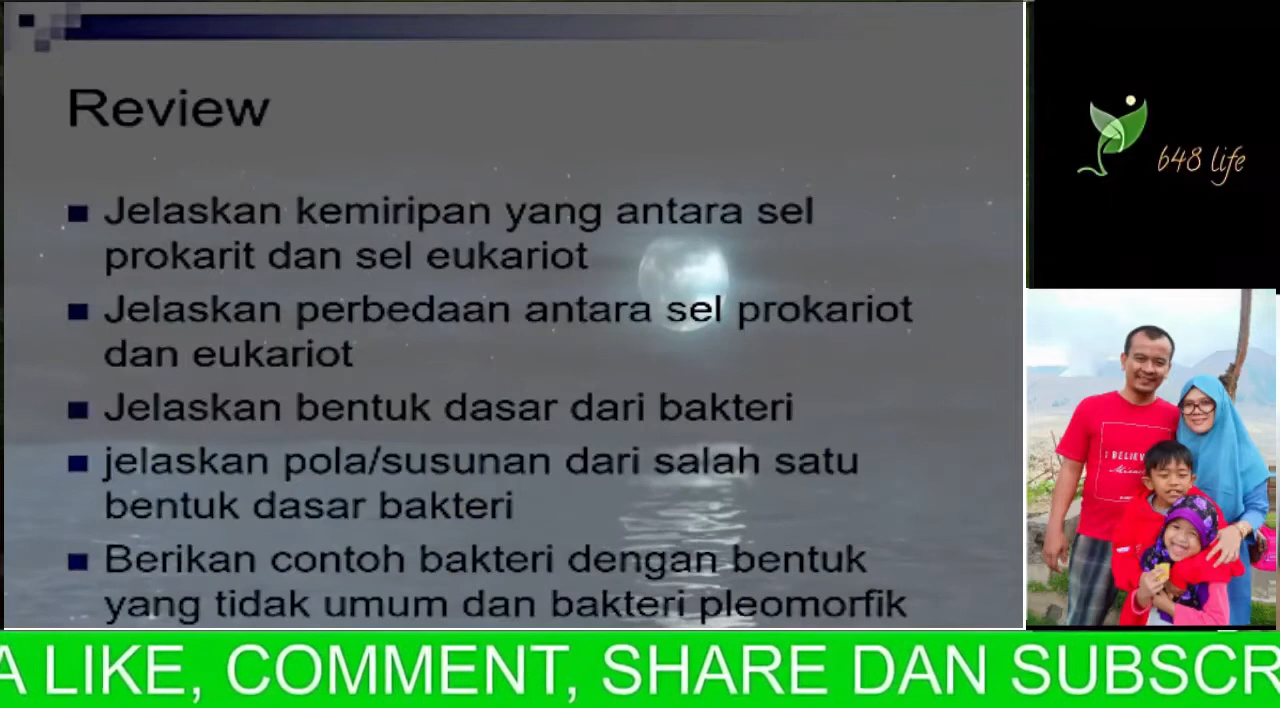 Review
Jelaskan kemiripan yang antara sel
prokarit dan sel eukariot
Jelaskan perbedaan antara sel prokariot
dan eukariot
Jelaskan bentuk dasar dari bakteri
jelaskan pola/susunan dari salah satu
bentuk dasar bakteri
Berikan contoh bakteri dengan bentuk
yang tidak umum dan bakteri pleomorfik
648 life
I BELIEV
A LIKE, COMMENT, SHARE DAN SUBSCR